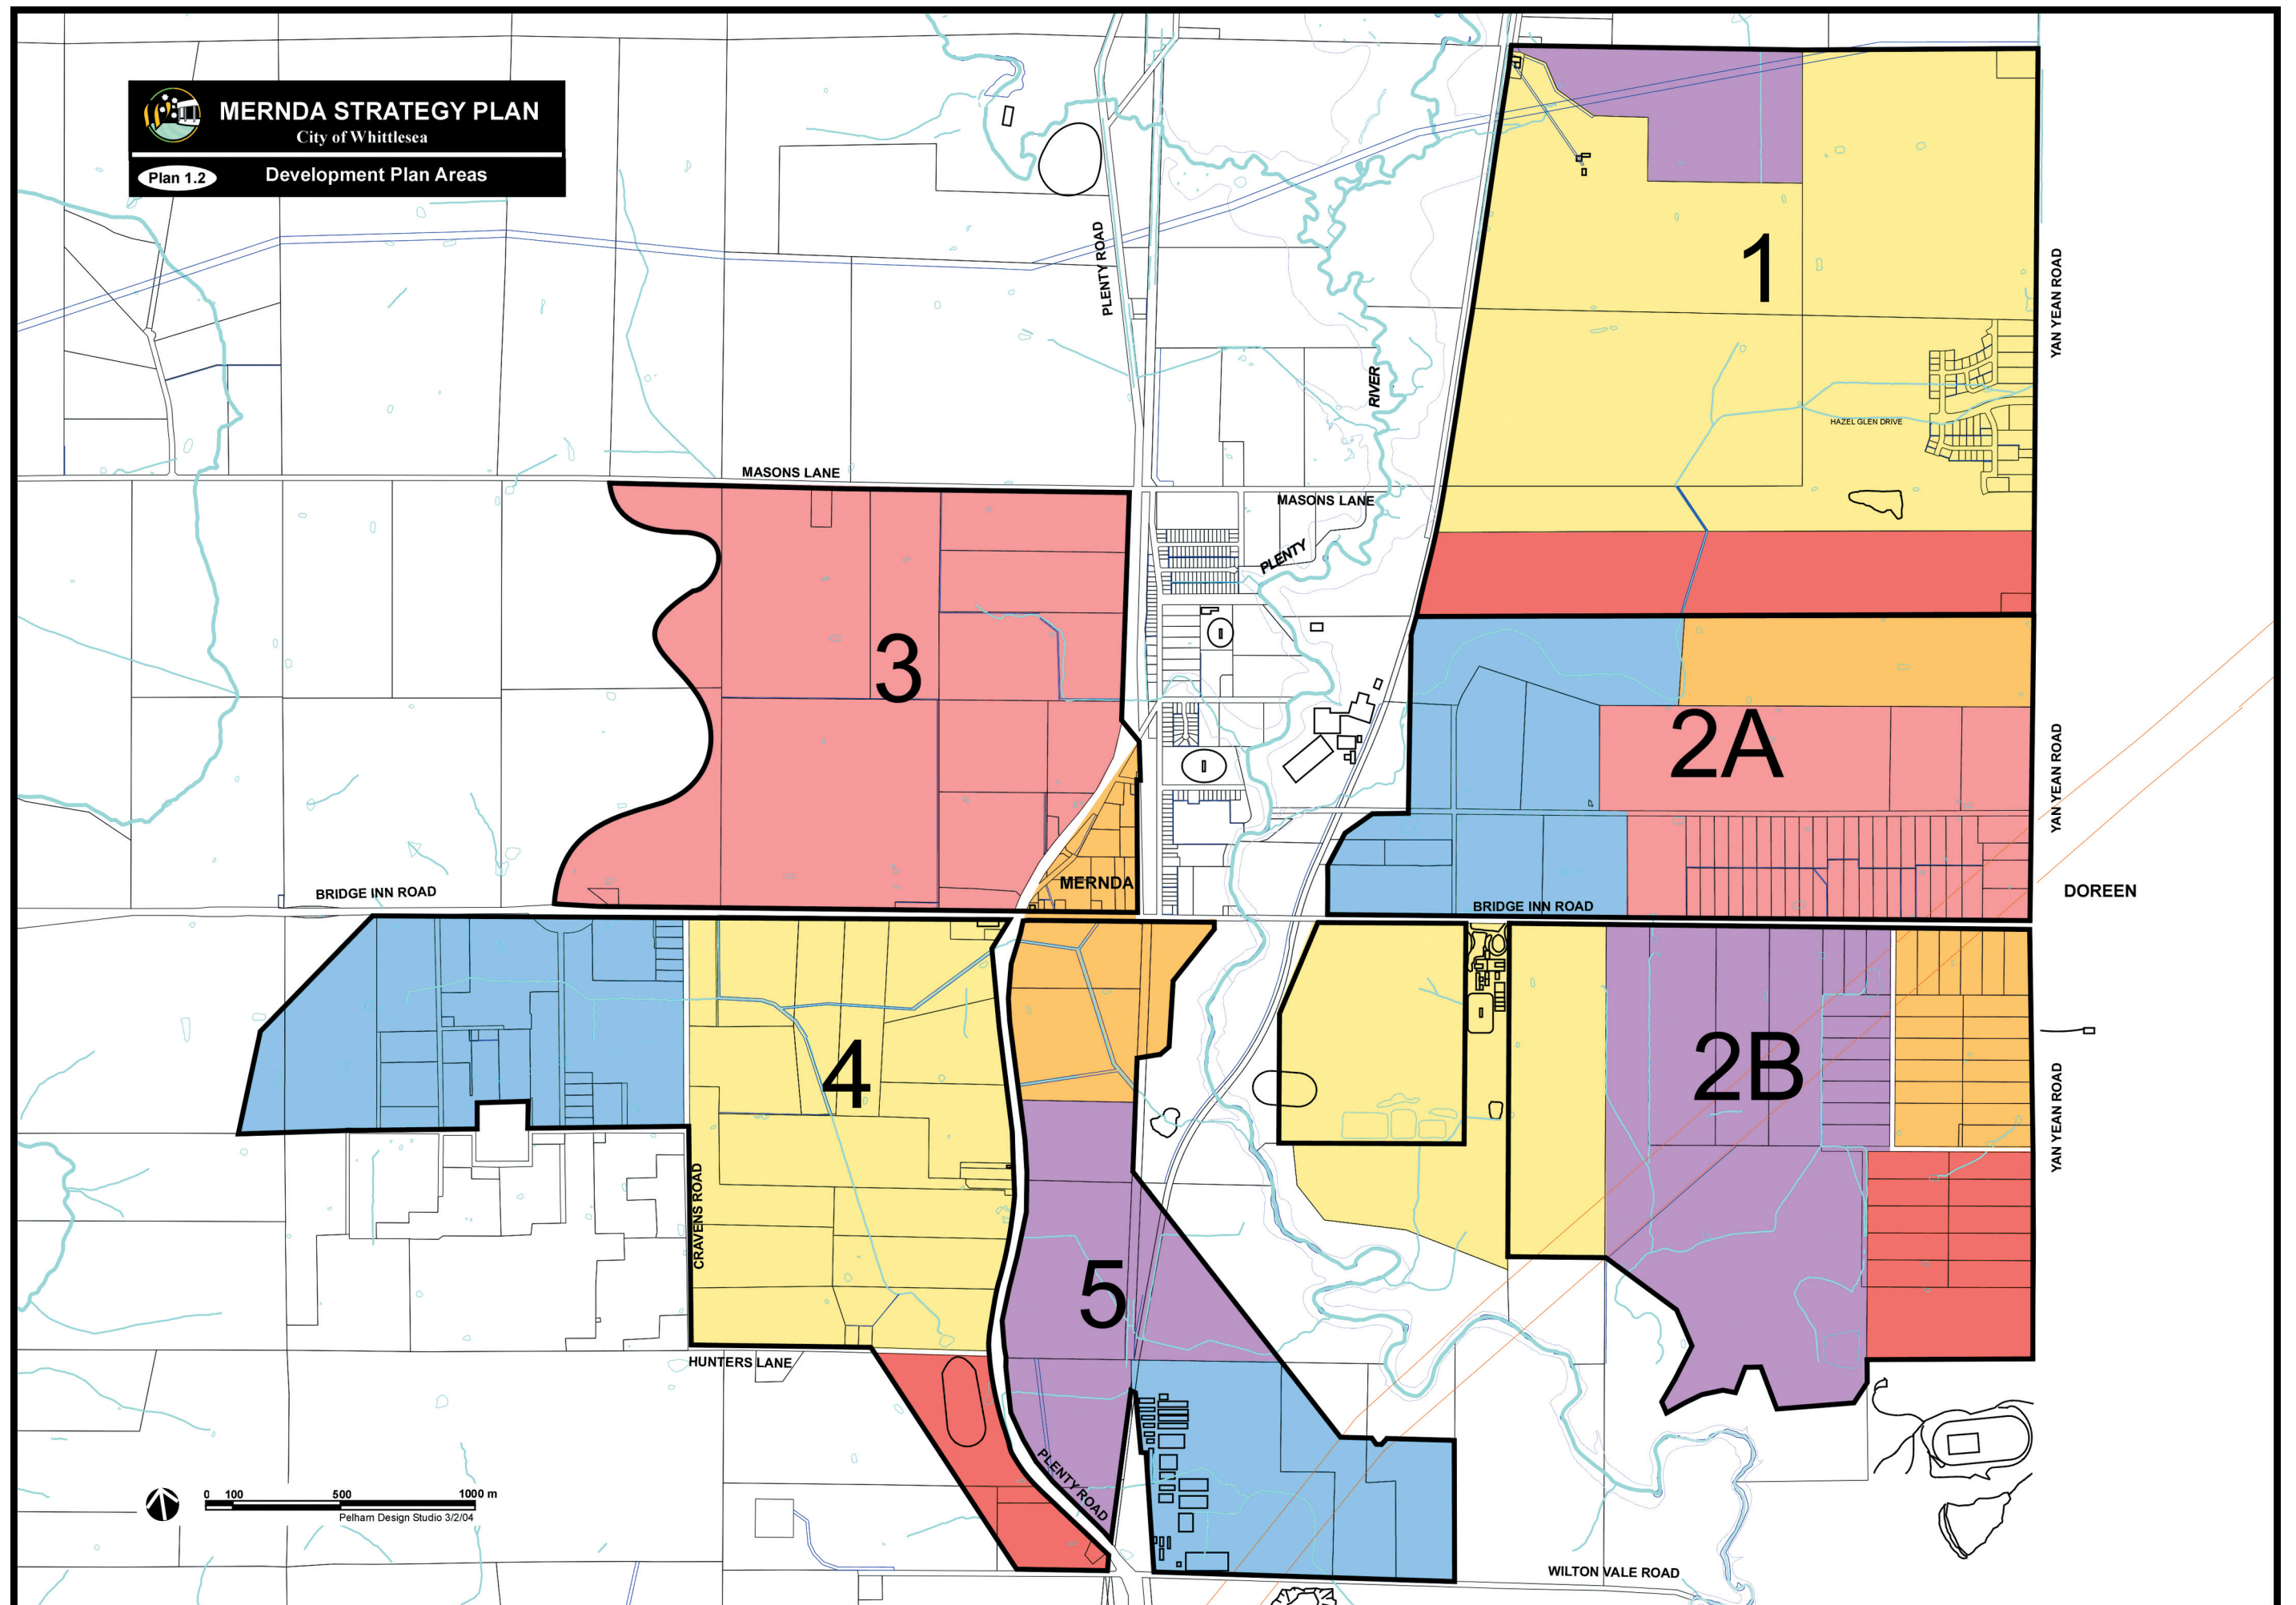 MERNDA STRATEGY PLAN
City of Whittlesea
Plan 1.2
Development Plan Areas
PLENTY ROAD
1
YAN YEAN ROAD
RIVER
HAZEL GLEN DRIVE
MASONS LANE
MASONS LANE
PLENTY
3
2A
YAN YEAN ROAD
MERNDA
BRIDGE INN ROAD
DOREEN
BRIDGE INN ROAD
4
2B
YAN YEAN ROAD
CRAVENS ROAD
5
HUNTERS LANE
PLENTY ROAD
0 100 500 1000 m
Pelham Design Studio 3/2/04
WILTON VALE ROAD